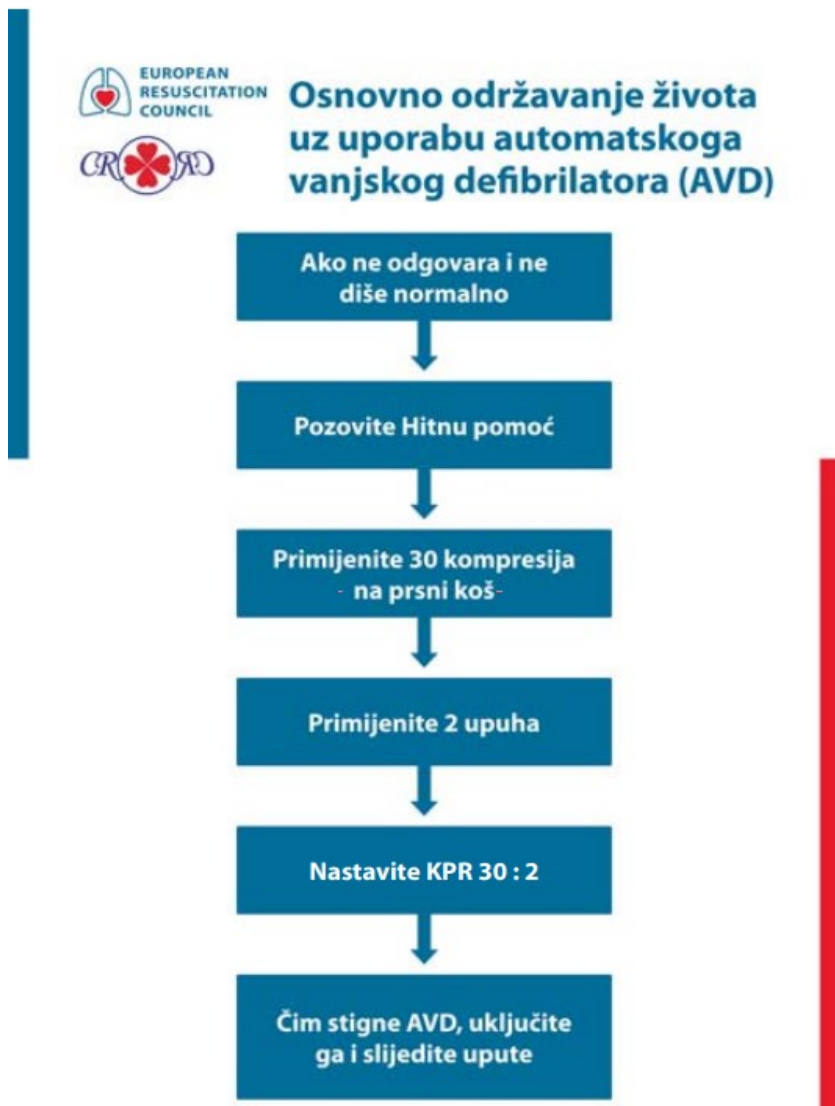 EUROPEAN
RESUSCITATION
COUNCIL
CRO RC
Osnovno održavanje života
uz uporabu automatskoga
vanjskog defibrilatora (AVD)
Ako ne odgovara i ne
diše normalno
Pozovite Hitnu pomoć
Primijenite 30 kompresija
- na prsni koš-
Primijenite 2 upuha
Nastavite KPR 30 : 2
Čim stigne AVD, uključite
ga i slijedite upute